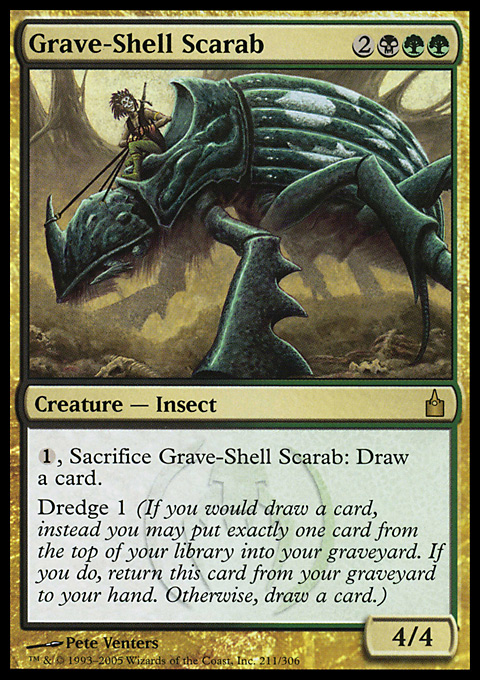 Grave-Shell Scarab 2
Creature — Insect
1, Sacrifice Grave-Shell Scarab: Draw
a card.
Dredge 1 (If you would draw a card,
instead you may put exactly one card from
the top of your library into your graveyard. If
you do, return this card from your graveyard
to your hand. Otherwise, draw a card.)
Pete Venters
4/4
™ & © 1993–2005 Wizards of the Coast, Inc. 211/306